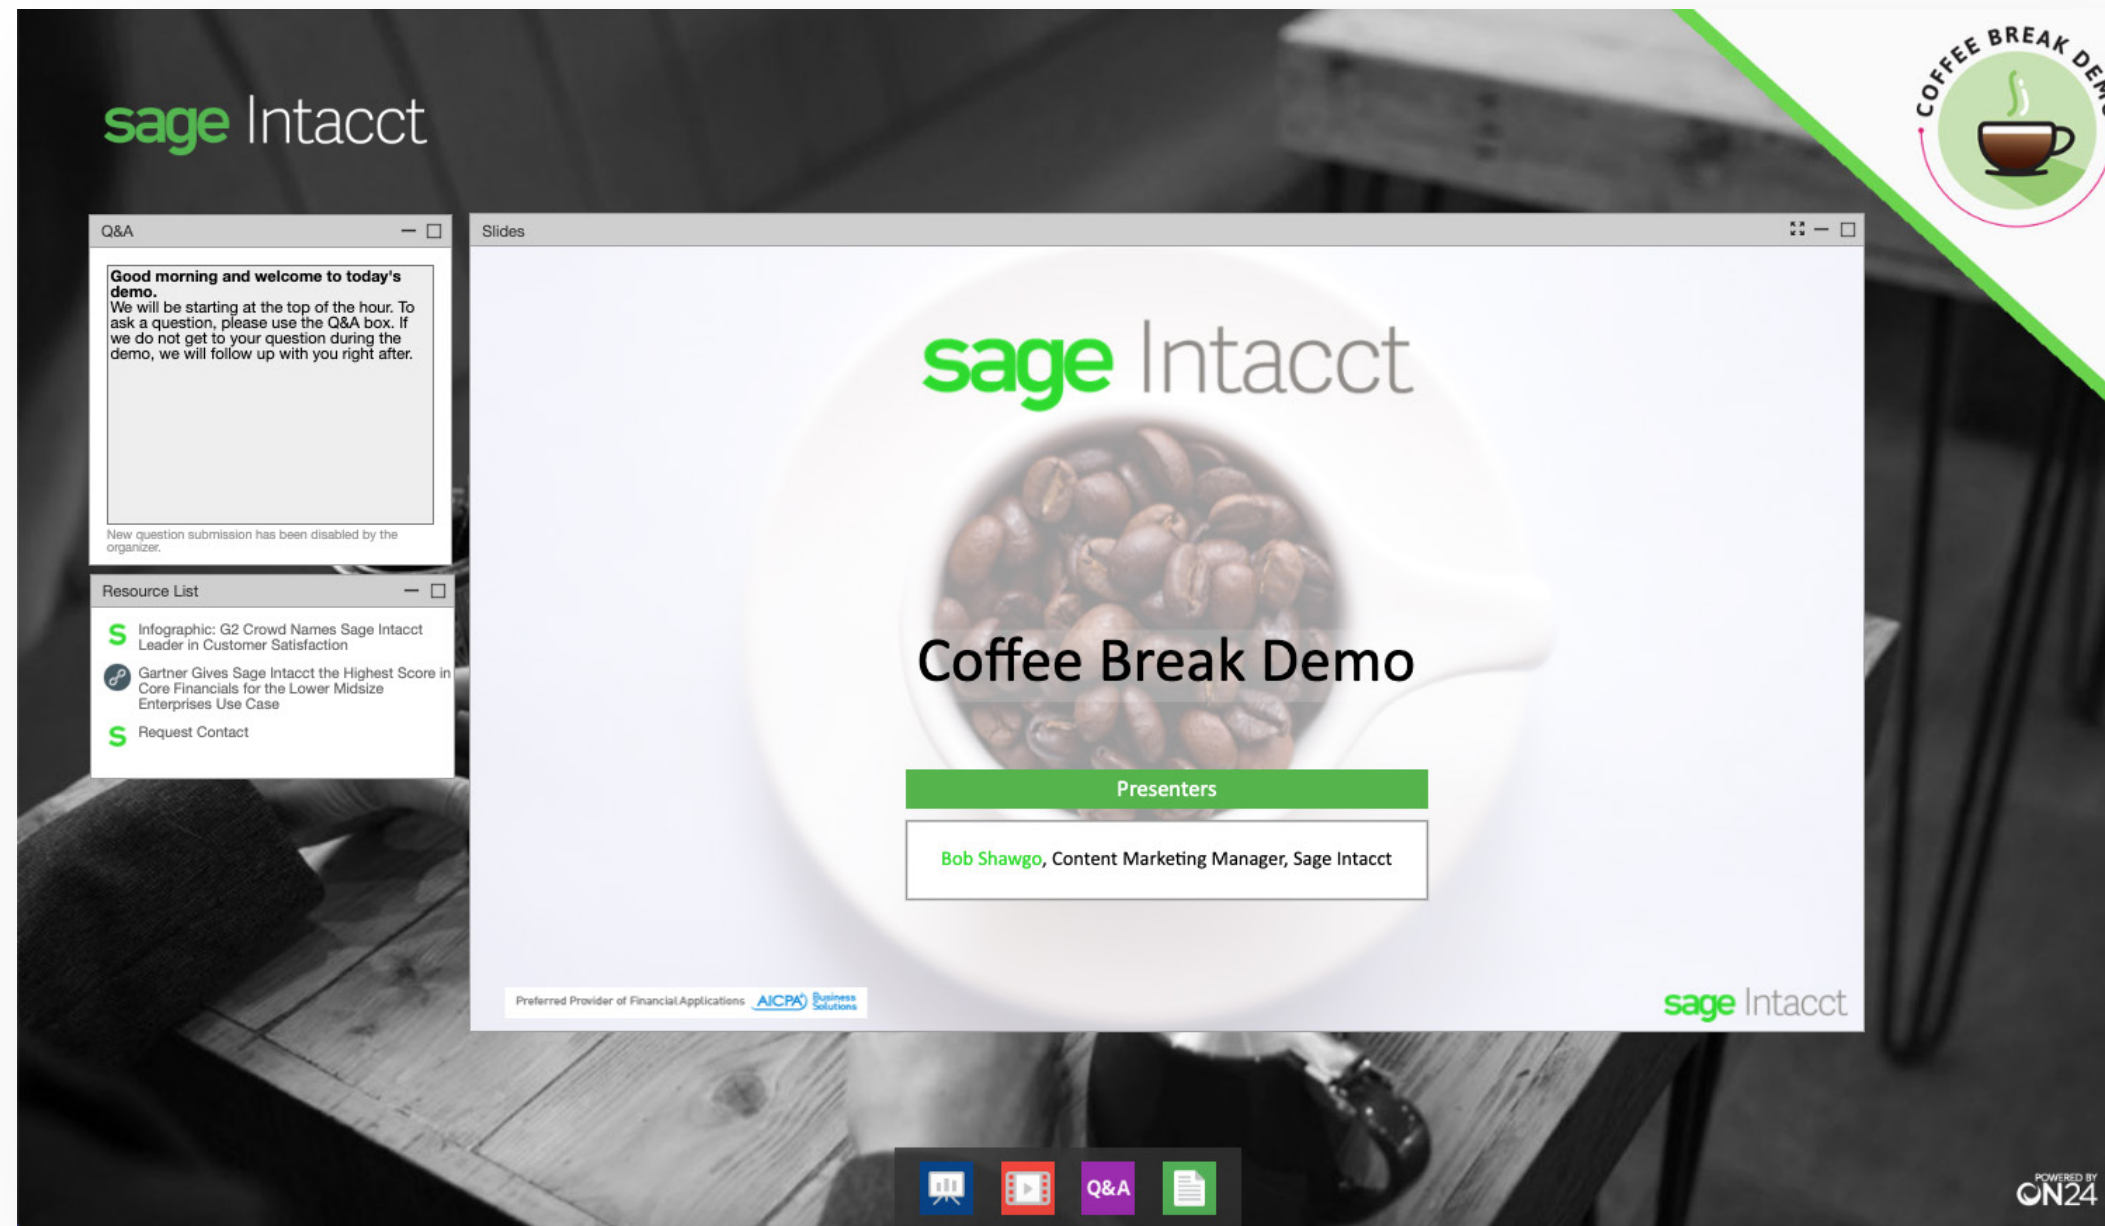 COFFEE BREAK DEMO
sage Intacct
Q&A
Good morning and welcome to today's
demo.
We will be starting at the top of the hour. To
ask a question, please use the Q&A box. If
we do not get to your question during the
demo, we will follow up with you right after.
New question submission has been disabled by the
organizer.
Resource List
Infographic: G2 Crowd Names Sage Intacct
Leader in Customer Satisfaction
Gartner Gives Sage Intacct the Highest Score in
Core Financials for the Lower Midsize
Enterprises Use Case
Request Contact
Slides
sage Intacct
Coffee Break Demo
Presenters
Bob Shawgo, Content Marketing Manager, Sage Intacct
Preferred Provider of Financial Applications AICPA Business
Solutions
sage Intacct
Q&A
POWERED BY
ON24